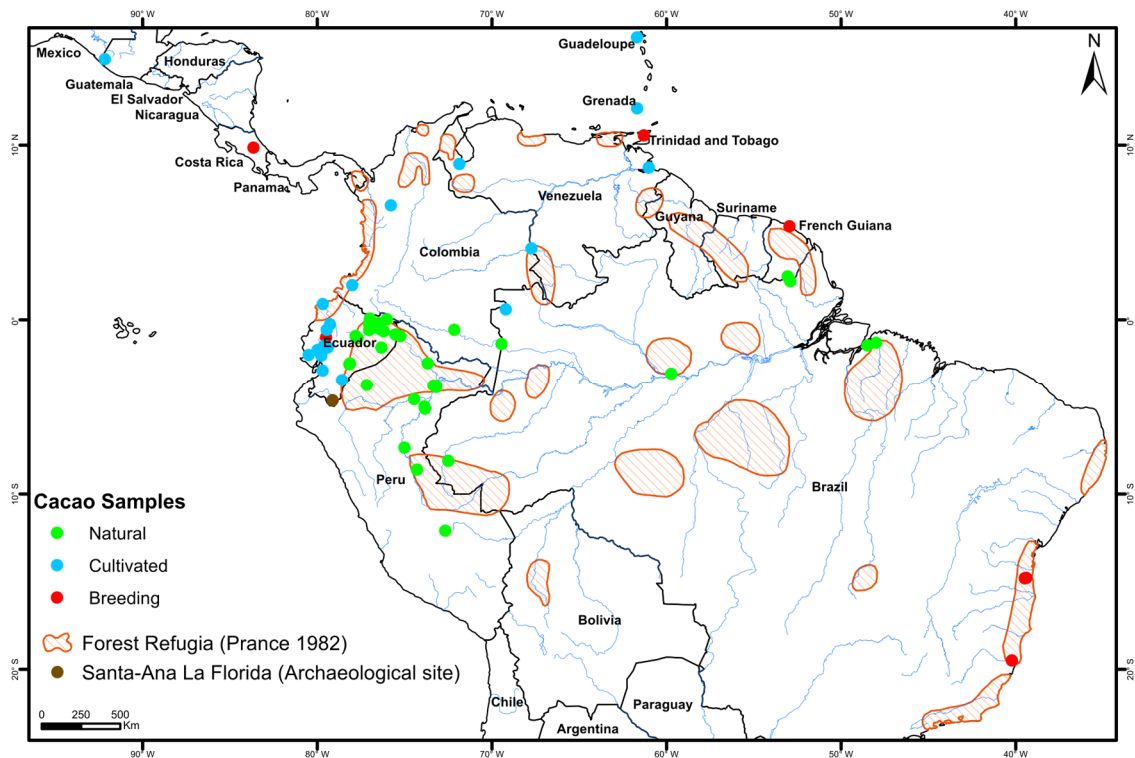 90° W
80° W
70° W
60° W
50° W
40° W
Mexico
Honduras
Guatemala
El Salvador
Nicaragua
Costa Rica
Panama
Guadeloupe
Grenada
Trinidad and Tobago
N
10° N
10° N
Venezuela
Suriname
Guyana
French Guiana
Colombia
0°
0°
Ecuador
Peru
Brazil
10° S
10° S
Bolivia
Paraguay
Chile
Argentina
20° S
20° S
Cacao Samples
Natural
Cultivated
Breeding
Forest Refugia (Prance 1982)
Santa-Ana La Florida (Archaeological site)
0 250 500
Km
90° W
80° W
70° W
60° W
50° W
40° W